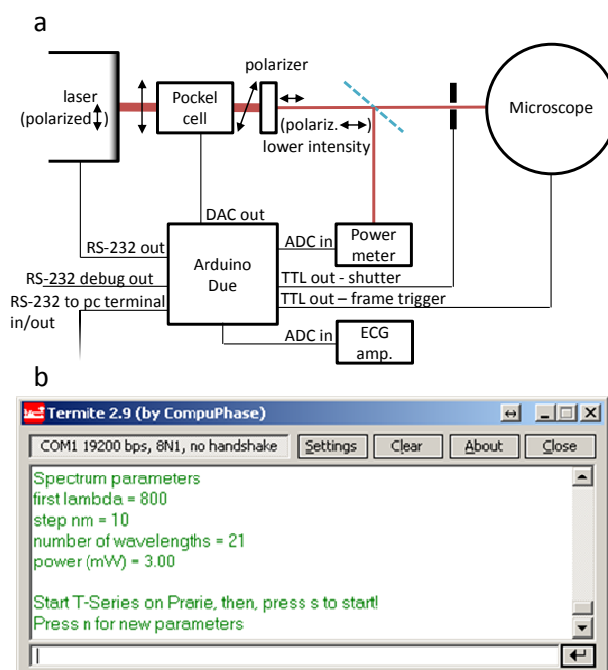 a
polarizer
laser
(polarized )
Pockel
cell
(polariz. )
lower intensity
Microscope
DAC out
RS-232 out
ADC in
Power
meter
Arduino
Due
RS-232 debug out
TTL out - shutter
RS-232 to pc terminal
in/out
TTL out – frame trigger
ADC in
ECG
amp.
b
Termite 2.9 (by CompuPhase)
COM1 19200 bps, 8N1, no handshake Settings Clear About Close
Spectrum parameters
first lambda = 800
step nm = 10
number of wavelengths = 21
power (mW) = 3.00
Start T-Series on Prarie, then, press s to start!
Press n for new parameters